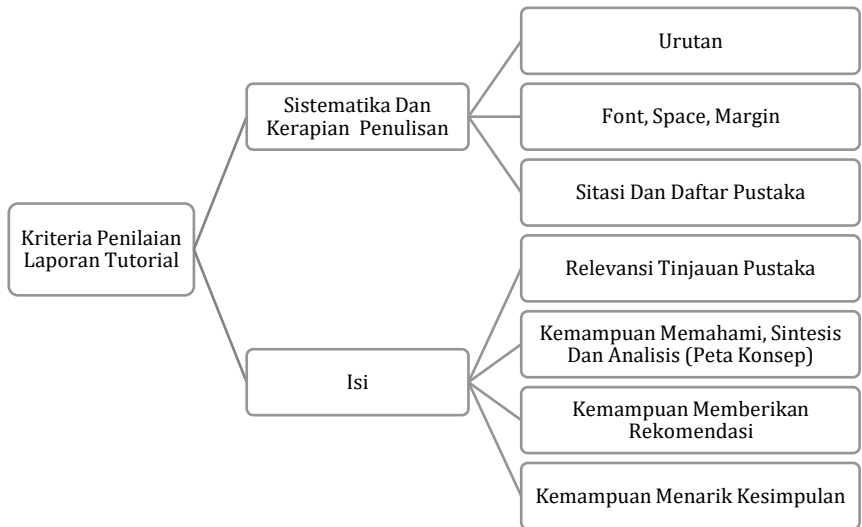 Kriteria Penilaian
Laporan Tutorial
Sistematika Dan
Kerapian Penulisan
Urutan
Font, Space, Margin
Sitasi Dan Daftar Pustaka
Isi
Relevansi Tinjauan Pustaka
Kemampuan Memahami, Sintesis
Dan Analisis (Peta Konsep)
Kemampuan Memberikan
Rekomendasi
Kemampuan Menarik Kesimpulan